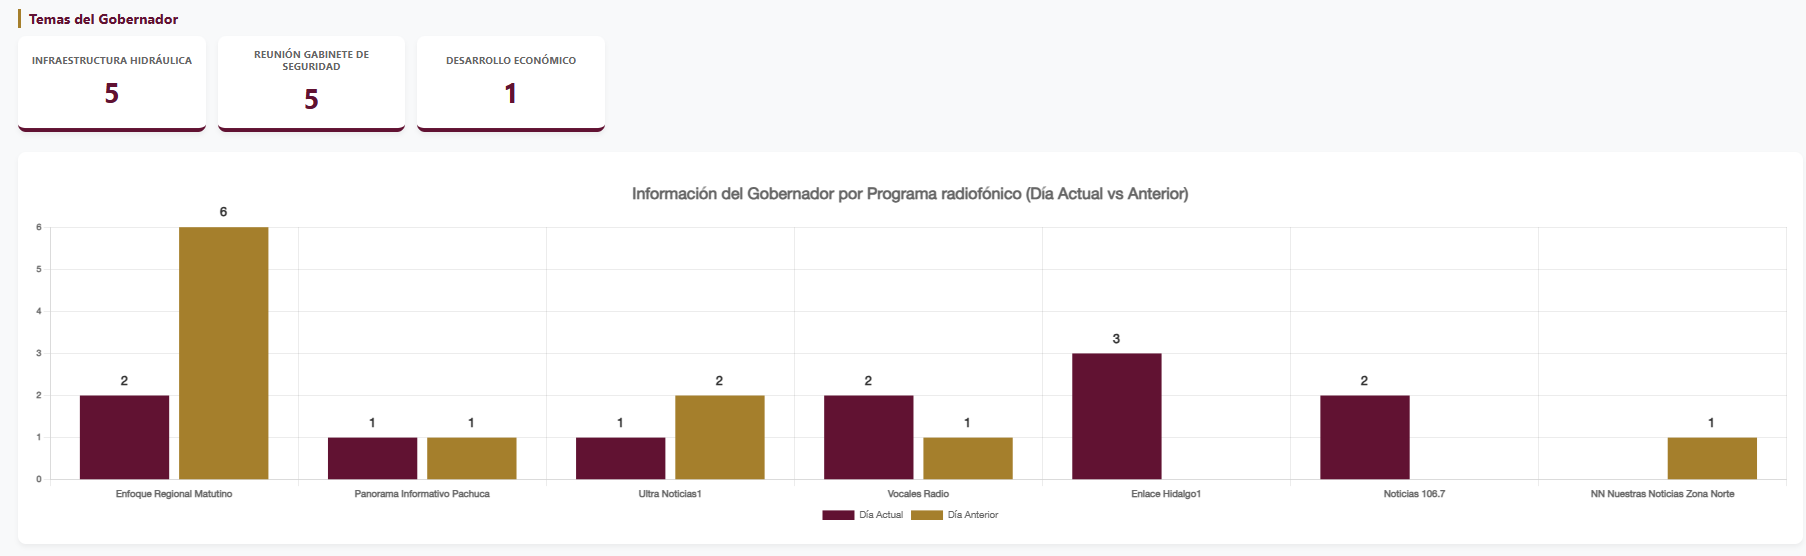 Temas del Gobernador
INFRAESTRUCTURA HIDRÁULICA
5
REUNIÓN GABINETE DE
SEGURIDAD
5
DESARROLLO ECONÓMICO
1
Información del Gobernador por Programa radiofónico (Día Actual vs Anterior)
6
5
4
3
2
1
0
2
6
1
1
1
2
2
1
3
2
1
Enfoque Regional Matutino
Panorama Informativo Pachuca
Ultra Noticias1
Vocales Radio
Enlace Hidalgo1
Noticias 106.7
NN Nuestras Noticias Zona Norte
Día Actual
Día Anterior